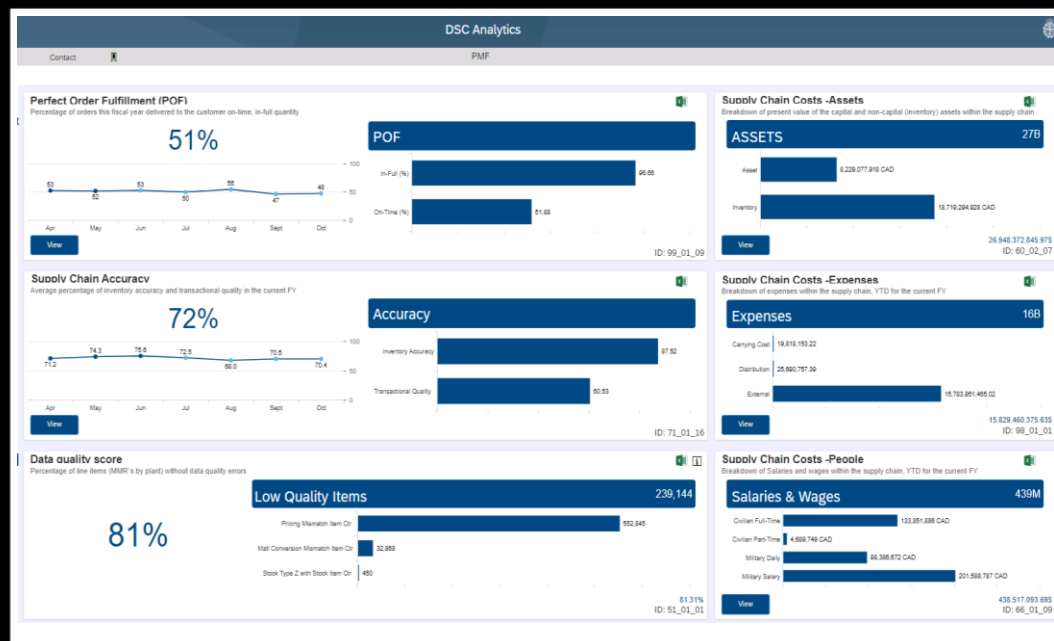 DSC Analytics
Contact
PMF
Perfect Order Fulfillment (POF)
Percentage of orders this fiscal year delivered to the customer on-time, in-full quantity
51%
100
50
0
53
52
53
50
55
47
48
Apr May Jun Jul Aug Sept Oct
View
POF
In-Full (%) 96.66
On-Time (%) 51.88
ID: 99_01_09
Supply Chain Costs -Assets
Breakdown of present value of the capital and non-capital (inventory) assets within the supply chain.
ASSETS 27B
Asset 8,229,077,918 CAD
Inventory 18,719,294,928 CAD
View
26.948.372.845.97$
ID: 60_02_07
Supply Chain Accuracy
Average percentage of inventory accuracy and transactional quality in the current FY
72%
100
50
0
71.2
74.3
75.6
72.5
68.0
70.5
70.4
Apr May Jun Jul Aug Sept Oct
View
Accuracy
Inventory Accuracy 87.52
Transactional Quality 60.53
ID: 71_01_16
Supply Chain Costs -Expenses
Breakdown of expenses within the supply chain, YTD for the current FY
Expenses 16B
Carrying Cost 19,818,153.22
Distribution 25,690,757.39
External 15,783,951,465.02
View
15.829.460.375.63$
ID: 98_01_01
Data quality score
Percentage of line items (MMR's by plant) without data quality errors
81%
Low Quality Items 239,144
Pricing Mismatch Item Ctr 552,845
Matl Conversion Mismatch Item Ctr 32,868
Stock Type Z with Stock Item Ctr 450
81.31%
ID: 51_01_01
Supply Chain Costs -People
Breakdown of Salaries and wages within the supply chain, YTD for the current FY
Salaries & Wages 439M
Civilian Full-Time 133,851,886 CAD
Civilian Part-Time 4,689,749 CAD
Military Daily 98,386,672 CAD
Military Salary 201,588,787 CAD
View
438.517.093.69$
ID: 66_01_09